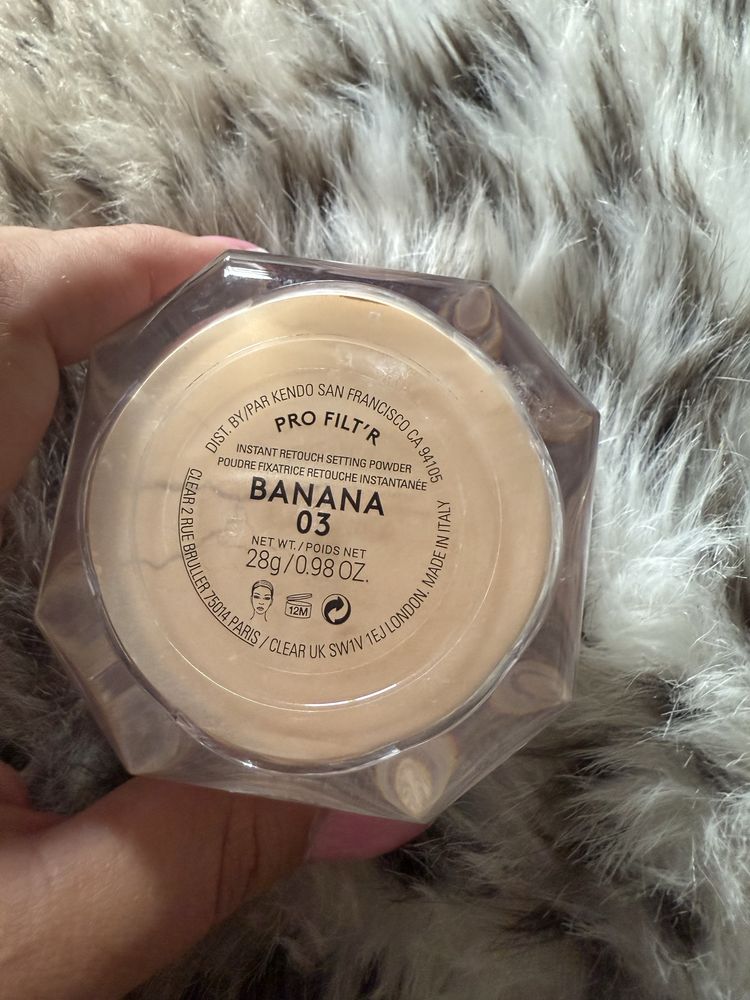 DIST. BY/PAR KENDO SAN FRANCISCO CA 94105
PRO FILT'R
INSTANT RETOUCH SETTING POWDER
POUDRE FIXATRICE RETOUCHE INSTANTANÉE
BANANA
03
NET WT. / POIDS NET
28g/0.98 OZ.
12M
CLEAR 2 RUE BRULLER 75014 PARIS / CLEAR UK SW1V 1EJ LONDON. MADE IN ITALY